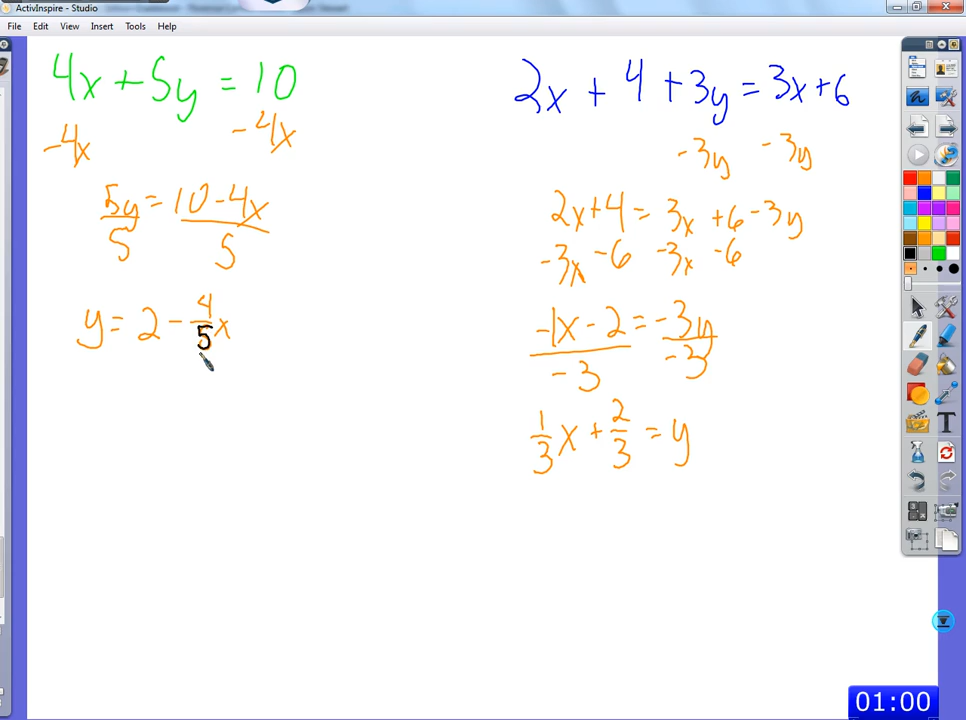 ActivInspire - Studio
File Edit View Insert Tools Help
4x + 5y = 10
-4x -4x
5y = 10 - 4x
5 5
y = 2 - 4/5 x
2x + 4 + 3y = 3x + 6
-3y -3y
2x + 4 = 3x + 6 - 3y
-3x - 6 -3x - 6
-1x - 2 = -3y
-3 -3
1/3 x + 2/3 = y
01:00